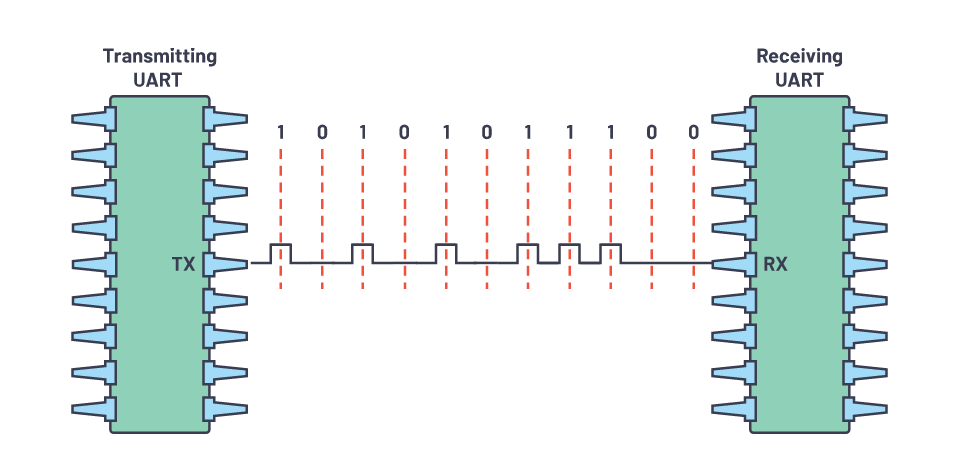 Transmitting
UART
Receiving
UART
1 0 1 0 1 0 1 1 1 0 0
TX
RX